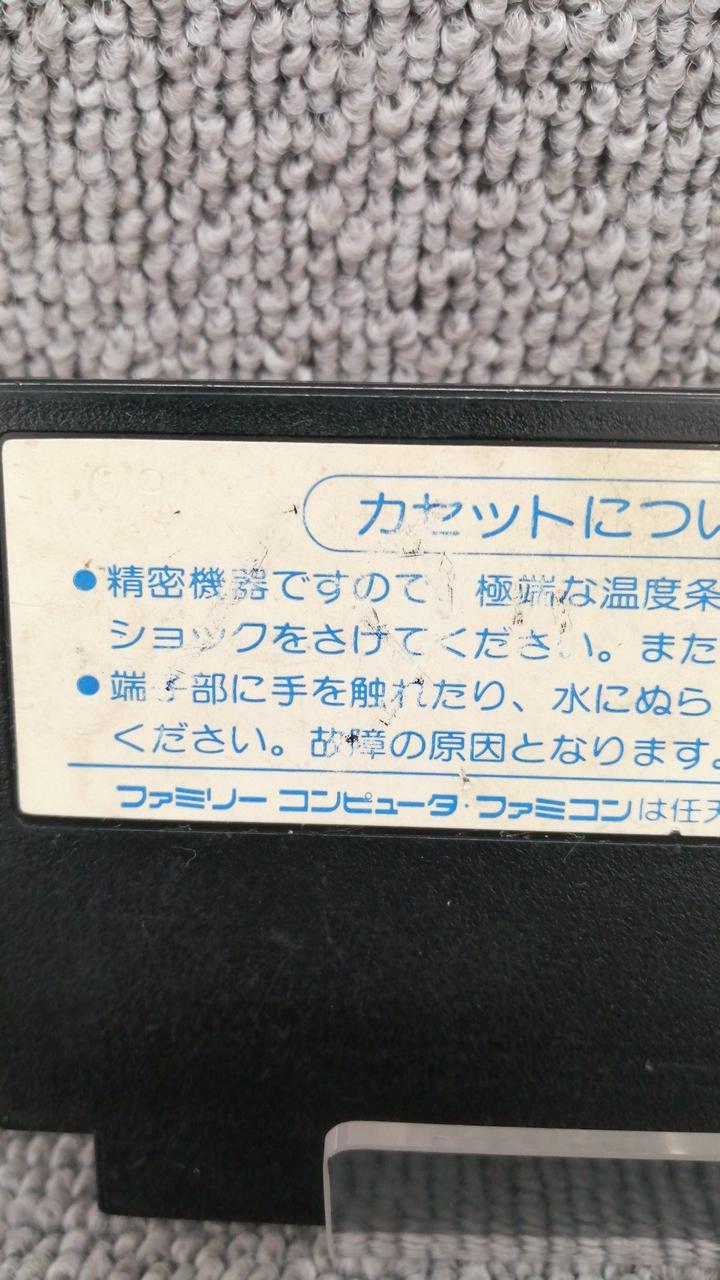 カセットについ
●精密機器ですので 極端な温度条
ショックをさけてください。また
●端子部に手を触れたり、水にぬら
ください。故障の原因となります。
ファミリー コンピュータ・ファミコンは任天